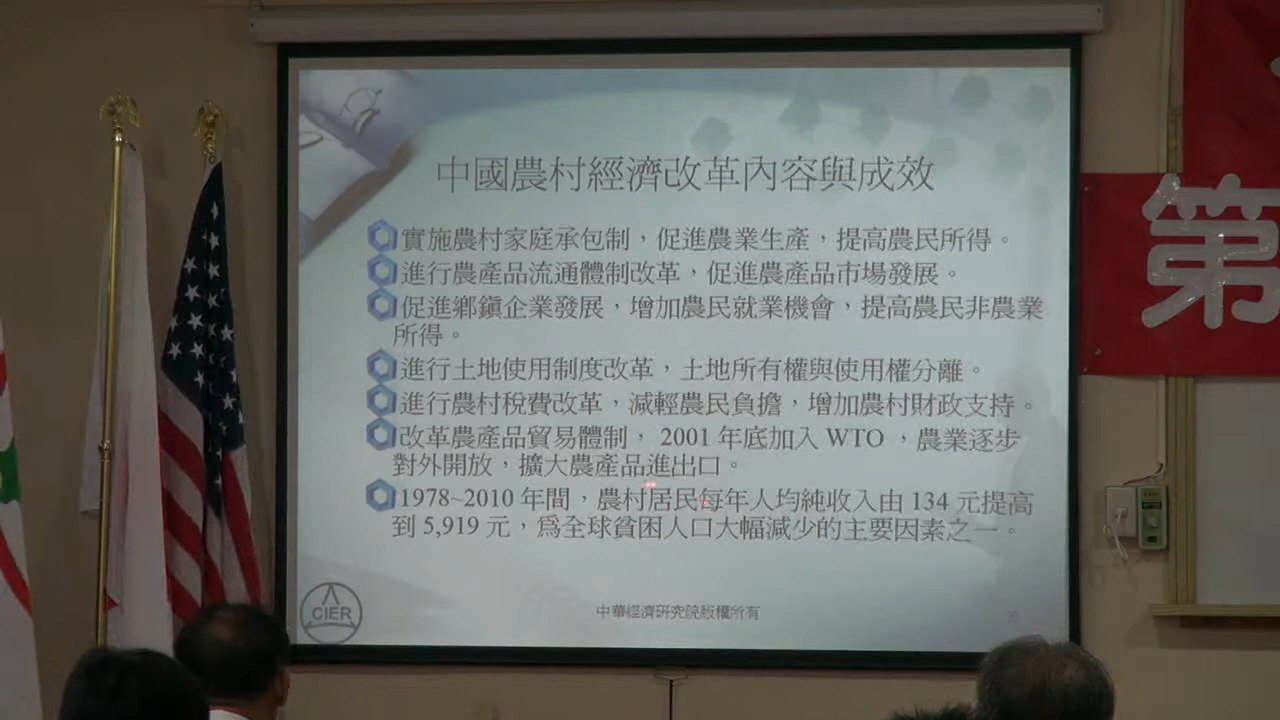 中國農村經濟改革內容與成效
實施農村家庭承包制，促進農業生產，提高農民所得。
進行農產品流通體制改革，促進農產品市場發展。
促進鄉鎮企業發展，增加農民就業機會，提高農民非農業
所得。
進行土地使用制度改革，土地所有權與使用權分離。
進行農村稅費改革，減輕農民負擔，增加農村財政支持。
改革農產品貿易體制， 2001 年底加入 WTO ，農業逐步
對外開放，擴大農產品進出口。
1978~2010 年間，農村居民每年人均純收入由 134 元提高
到 5,919 元，為全球貧困人口大幅減少的主要因素之一。
CIER
中華經濟研究院版權所有
第